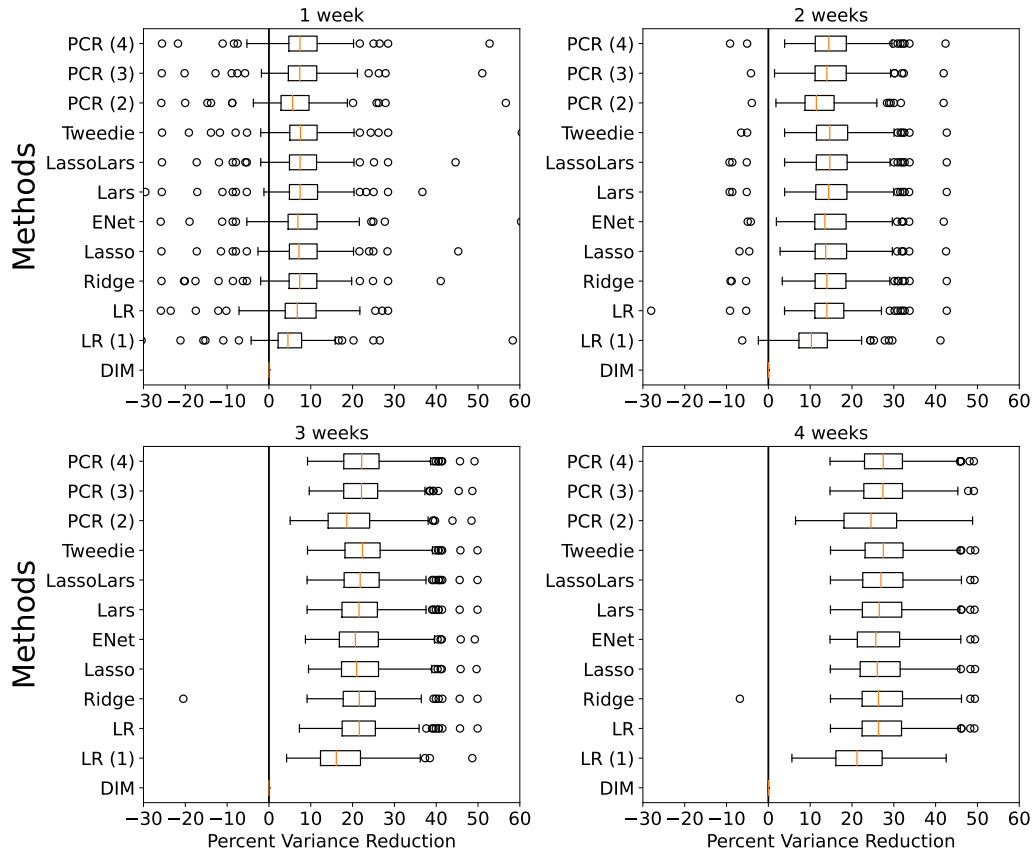 1 week
2 weeks
Methods
PCR (4)
PCR (3)
PCR (2)
Tweedie
LassoLars
Lars
ENet
Lasso
Ridge
LR
LR (1)
DIM
−30 −20 −10 0 10 20 30 40 50 60
PCR (4)
PCR (3)
PCR (2)
Tweedie
LassoLars
Lars
ENet
Lasso
Ridge
LR
LR (1)
DIM
−30 −20 −10 0 10 20 30 40 50 60
3 weeks
4 weeks
Methods
PCR (4)
PCR (3)
PCR (2)
Tweedie
LassoLars
Lars
ENet
Lasso
Ridge
LR
LR (1)
DIM
−30 −20 −10 0 10 20 30 40 50 60
Percent Variance Reduction
PCR (4)
PCR (3)
PCR (2)
Tweedie
LassoLars
Lars
ENet
Lasso
Ridge
LR
LR (1)
DIM
−30 −20 −10 0 10 20 30 40 50 60
Percent Variance Reduction